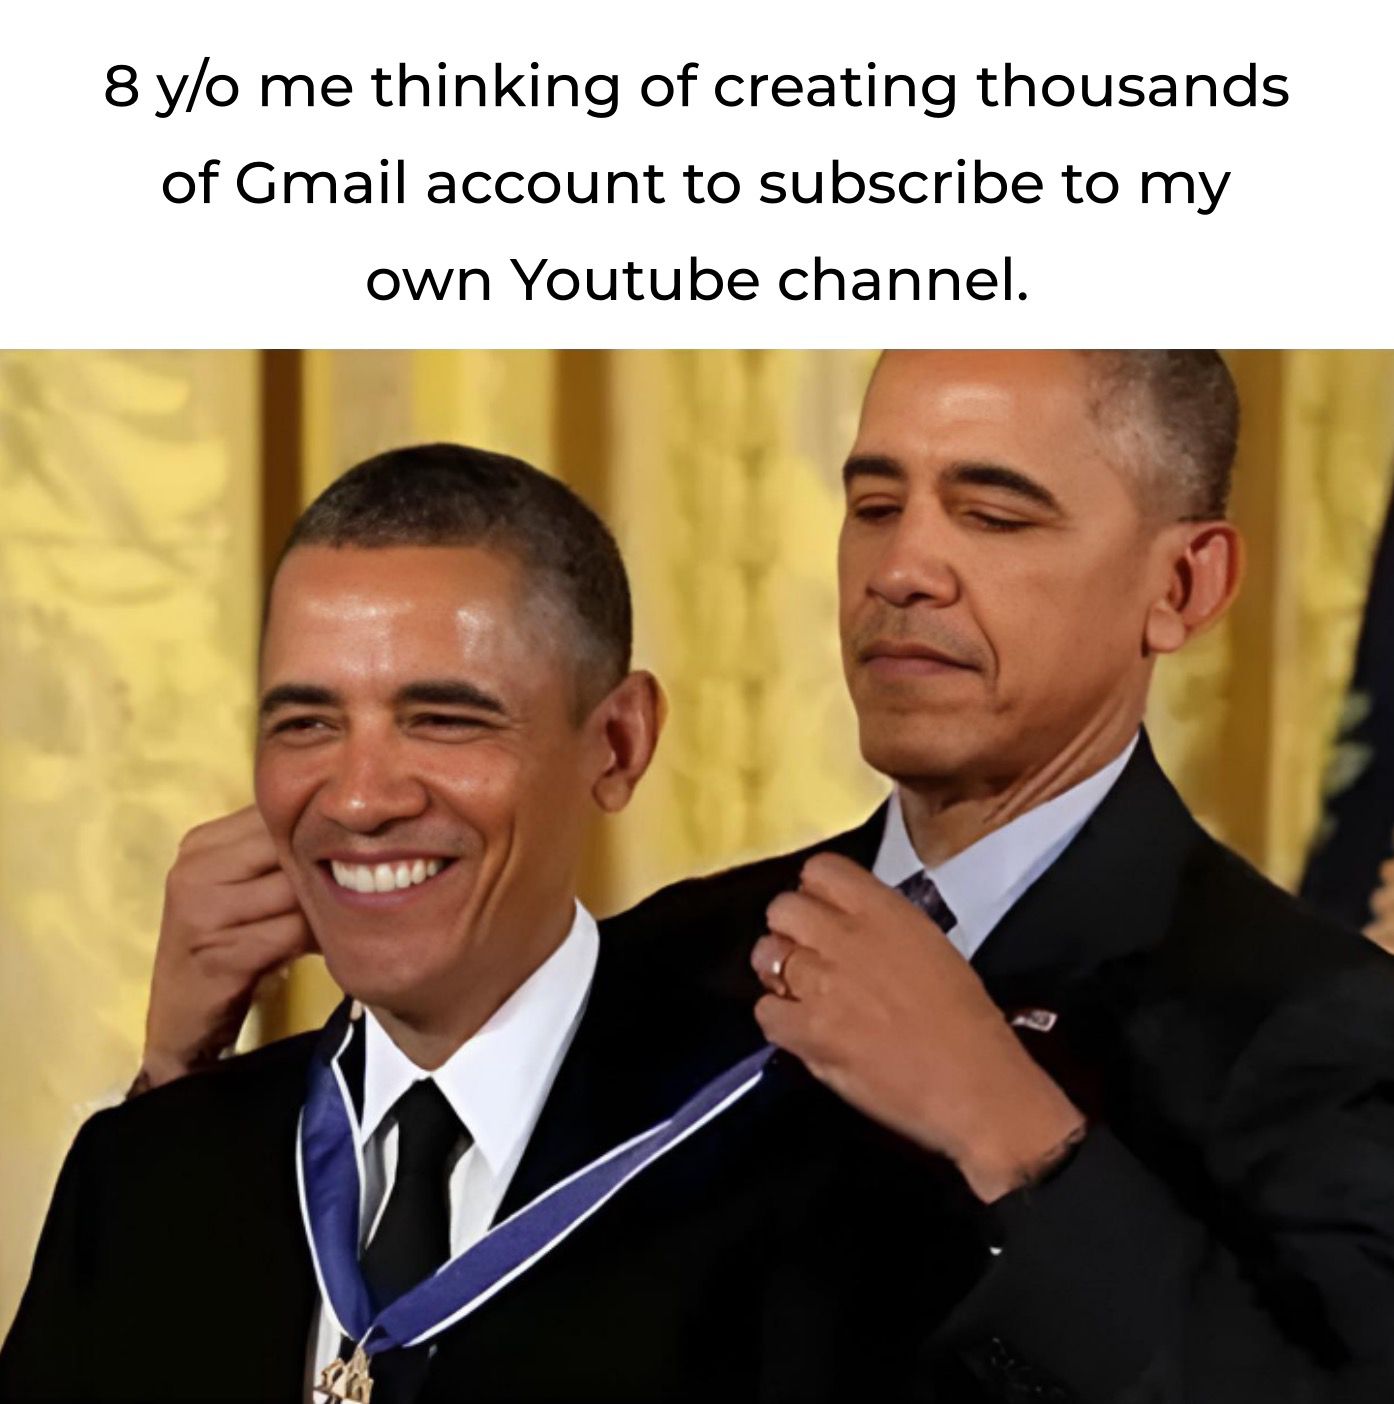 8 y/o me thinking of creating thousands
of Gmail account to subscribe to my
own Youtube channel.